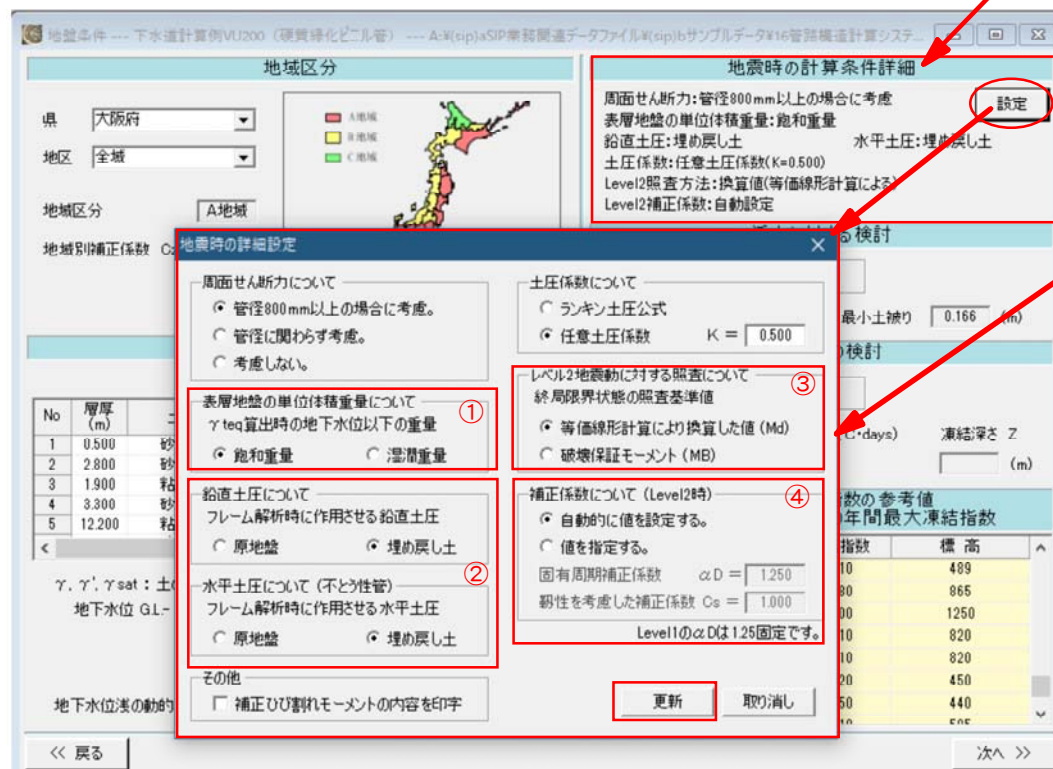 地盤条件 --- 下水道計算例VU200（硬質緑化ビニル管） --- A:¥(sip)aSIP業務関連データファイル¥(sip)bサンプルデータ¥16管路構造計算システ...
地域区分
県 大阪府
地区 全域
地域区分 A地域
地域別補正係数 Cz
A地域
B地域
C地域
地震時の計算条件詳細
設定
周面せん断力:管径800mm以上の場合に考慮
表層地盤の単位体積重量:飽和重量
鉛直土圧:埋め戻し土 水平土圧:埋め戻し土
土圧係数:任意土圧係数(K=0.500)
Level2照査方法:換算値(等価線形計算による)
Level2補正係数:自動設定
る検討
最小土被り 0.166 (m)
の検討
C・days) 凍結深さ Z
(m)
指数の参考値
年間最大凍結指数
指数 標 高
10 489
80 865
00 1250
10 820
10 820
20 450
50 440
10 505
No 層厚(m)
1 0.500 砂
2 2.800 砂
3 1.900 粘
4 3.300 砂
5 12.200 粘
γ, γ', γsat : 土の
地下水位 G.L-
地下水位浅の動的
<< 戻る
次へ >>
地震時の詳細設定
周面せん断力について
管径800mm以上の場合に考慮。
管径に関わらず考慮。
考慮しない。
表層地盤の単位体積重量について ①
γteq算出時の地下水位以下の重量
飽和重量 湿潤重量
鉛直土圧について
フレーム解析時に作用させる鉛直土圧
原地盤 埋め戻し土
②
水平土圧について（不とう性管）
フレーム解析時に作用させる水平土圧
原地盤 埋め戻し土
その他
補正ひび割れモーメントの内容を印字
土圧係数について
ランキン土圧公式
任意土圧係数 K = 0.500
レベル2地震動に対する照査について ③
終局限界状態の照査基準値
等価線形計算により換算した値(Md)
破壊保証モーメント(MB)
補正係数について(Level2時) ④
自動的に値を設定する。
値を指定する。
固有周期補正係数 αD = 1.250
靭性を考慮した補正係数 Cs = 1.000
Level1のαDは1.25固定です。
更新 取り消し